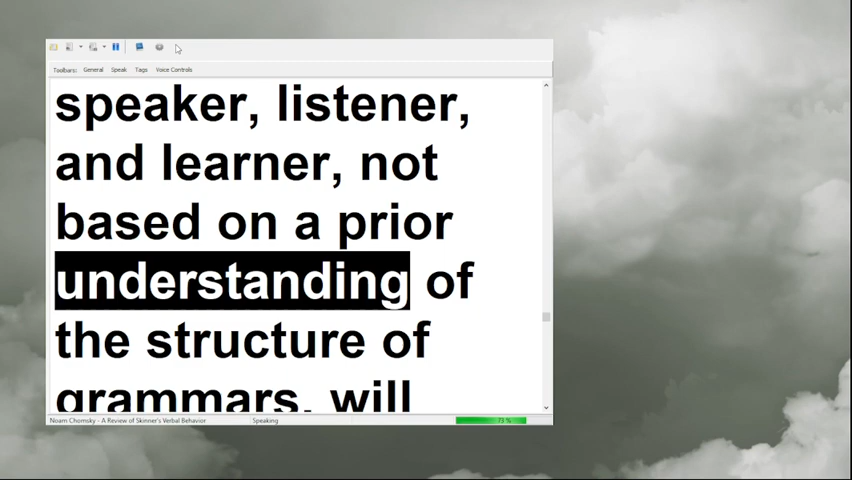 Toolbars: General Speak Tags Voice Controls
speaker, listener,
and learner, not
based on a prior
understanding of
the structure of
grammars, will
Noam Chomsky - A Review of Skinner's Verbal Behavior Speaking 73 %